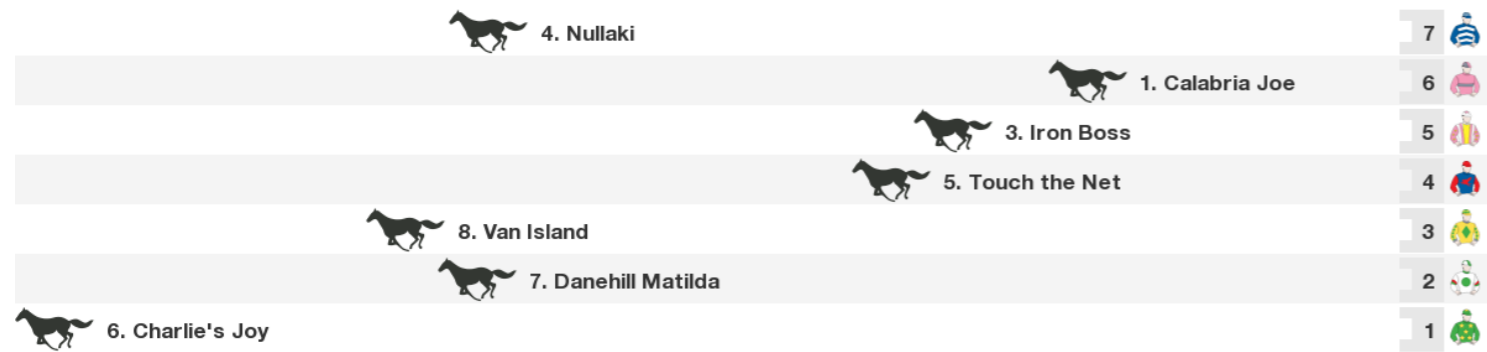 4. Nullaki 7
1. Calabria Joe 6
3. Iron Boss 5
5. Touch the Net 4
8. Van Island 3
7. Danehill Matilda 2
6. Charlie's Joy 1